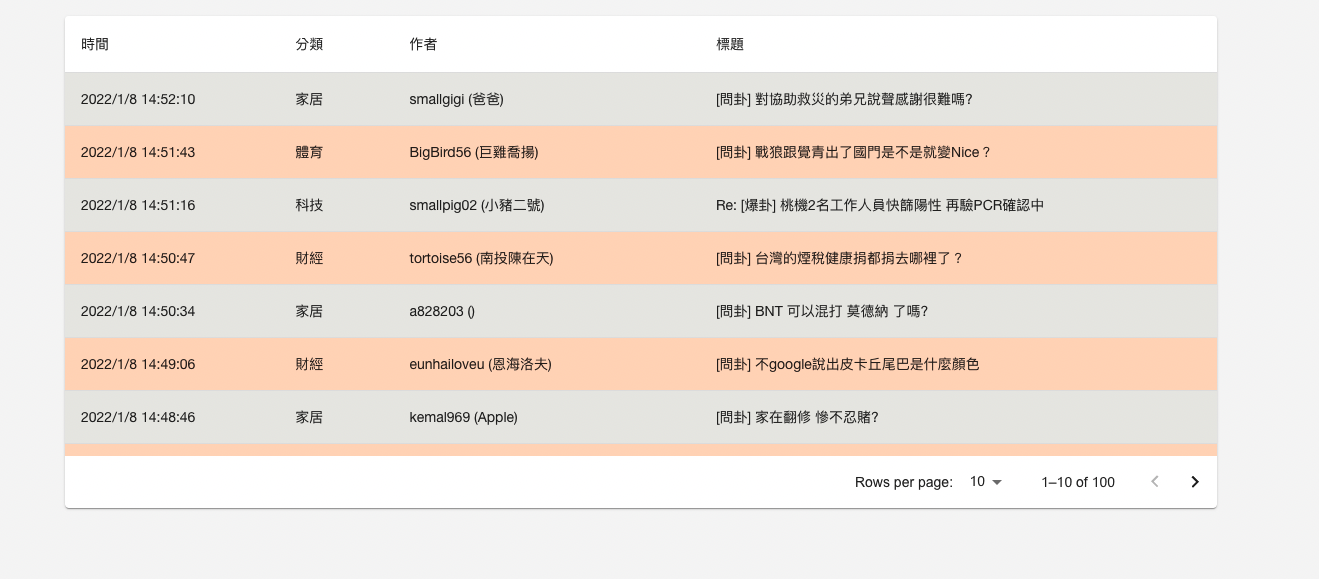 時間 分類 作者 標題
2022/1/8 14:52:10 家居 smallgigi (爸爸) [問卦] 對協助救災的弟兄說聲感謝很難嗎?
2022/1/8 14:51:43 體育 BigBird56 (巨雞喬揚) [問卦] 戰狼跟覺青出了國門是不是就變Nice？
2022/1/8 14:51:16 科技 smallpig02 (小豬二號) Re: [爆卦] 桃機2名工作人員快篩陽性 再驗PCR確認中
2022/1/8 14:50:47 財經 tortoise56 (南投陳在天) [問卦] 台灣的煙稅健康捐都捐去哪裡了？
2022/1/8 14:50:34 家居 a828203 () [問卦] BNT 可以混打 莫德納 了嗎?
2022/1/8 14:49:06 財經 eunhailoveu (恩海洛夫) [問卦] 不google說出皮卡丘尾巴是什麼顏色
2022/1/8 14:48:46 家居 kemal969 (Apple) [問卦] 家在翻修 慘不忍賭?
Rows per page: 10 1–10 of 100